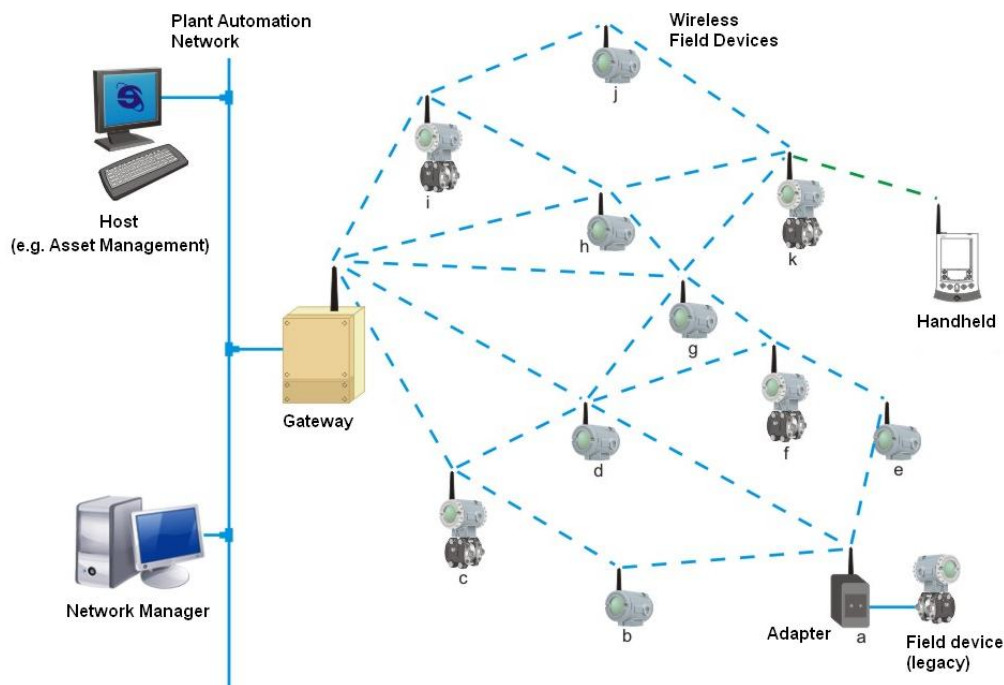 Plant Automation
Network
Wireless
Field Devices
j
i
Host
(e.g. Asset Management)
h
k
g
Handheld
Gateway
d
f
e
c
Network Manager
b
Adapter
a
Field device
(legacy)